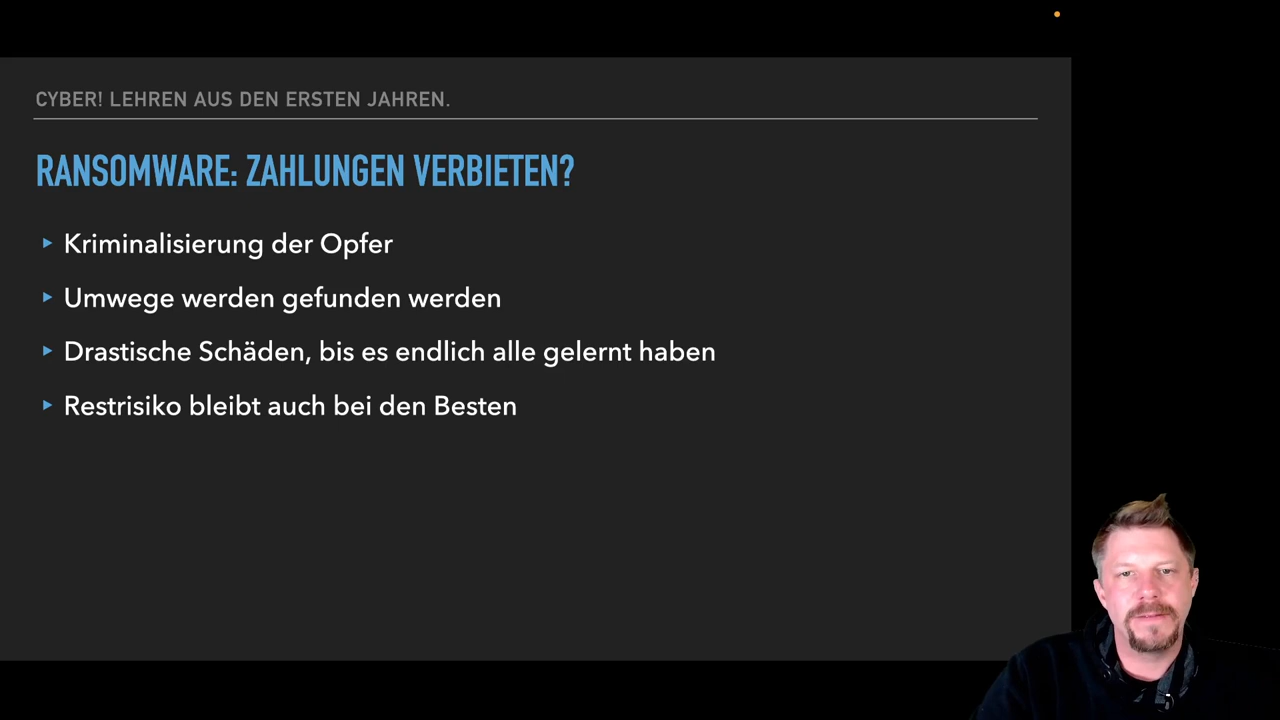 CYBER! LEHREN AUS DEN ERSTEN JAHREN.
RANSOMWARE: ZAHLUNGEN VERBIETEN?
Kriminalisierung der Opfer
Umwege werden gefunden werden
Drastische Schäden, bis es endlich alle gelernt haben
Restrisiko bleibt auch bei den Besten